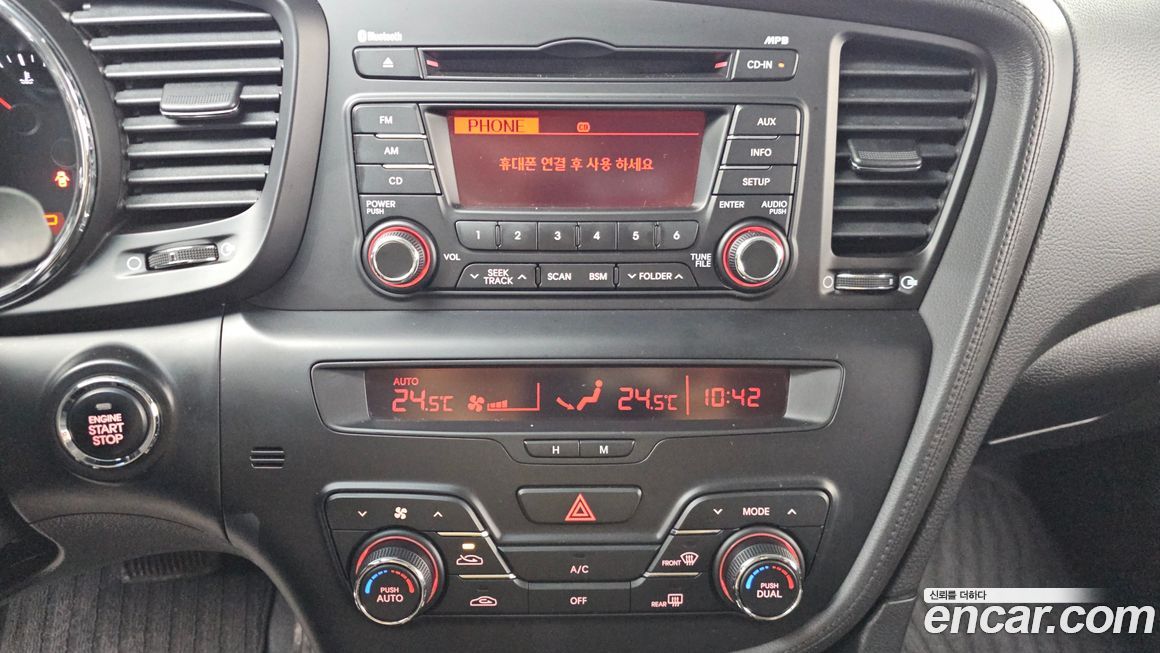 Bluetooth
MP3
CD-IN
FM
AM
CD
PHONE
CD
휴대폰 연결 후 사용 하세요
AUX
INFO
SETUP
POWER
PUSH
ENTER
AUDIO
PUSH
1 2 3 4 5 6
VOL
TUNE
FILE
SEEK
TRACK
SCAN
BSM
FOLDER
AUTO
24.5℃
24.5℃
10:42
H
M
ENGINE
START
STOP
MODE
A/C
FRONT
OFF
REAR
PUSH
AUTO
PUSH
DUAL
신뢰를 더하다
encar.com